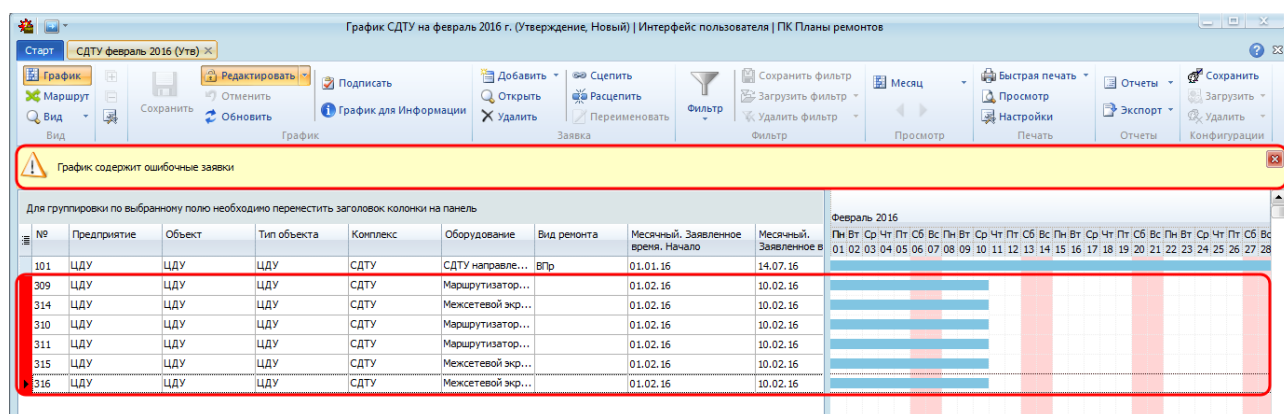 График СДТУ на февраль 2016 г. (Утверждение, Новый) | Интерфейс пользователя | ПК Планы ремонтов
Старт СДТУ февраль 2016 (Утв)
График Редактировать Подписать Добавить Сцепить Сохранить фильтр Месяц Быстрая печать Отчеты Сохранить
Маршрут Сохранить Отменить График для Информации Открыть Расцепить Фильтр Загрузить фильтр Просмотр Экспорт Загрузить
Вид Обновить Удалить Переименовать Удалить фильтр Настройки Удалить
Вид График Заявка Фильтр Просмотр Печать Отчеты Конфигурации
График содержит ошибочные заявки
Для группировки по выбранному полю необходимо переместить заголовок колонки на панель
Февраль 2016
№ Предприятие Объект Тип объекта Комплекс Оборудование Вид ремонта Месячный. Заявленное время. Начало Месячный. Заявленное в
Пн Вт Ср Чт Пт Сб Вс Пн Вт Ср Чт Пт Сб Вс Пн Вт Ср Чт Пт Сб Вс Пн Вт Ср Чт Пт Сб Вс
01 02 03 04 05 06 07 08 09 10 11 12 13 14 15 16 17 18 19 20 21 22 23 24 25 26 27 28
101 ЦДУ ЦДУ ЦДУ СДТУ СДТУ направле... ВПр 01.01.16 14.07.16
309 ЦДУ ЦДУ ЦДУ СДТУ Маршрутизатор... 01.02.16 10.02.16
314 ЦДУ ЦДУ ЦДУ СДТУ Межсетевой экр... 01.02.16 10.02.16
310 ЦДУ ЦДУ ЦДУ СДТУ Маршрутизатор... 01.02.16 10.02.16
311 ЦДУ ЦДУ ЦДУ СДТУ Маршрутизатор... 01.02.16 10.02.16
315 ЦДУ ЦДУ ЦДУ СДТУ Межсетевой экр... 01.02.16 10.02.16
316 ЦДУ ЦДУ ЦДУ СДТУ Межсетевой экр... 01.02.16 10.02.16